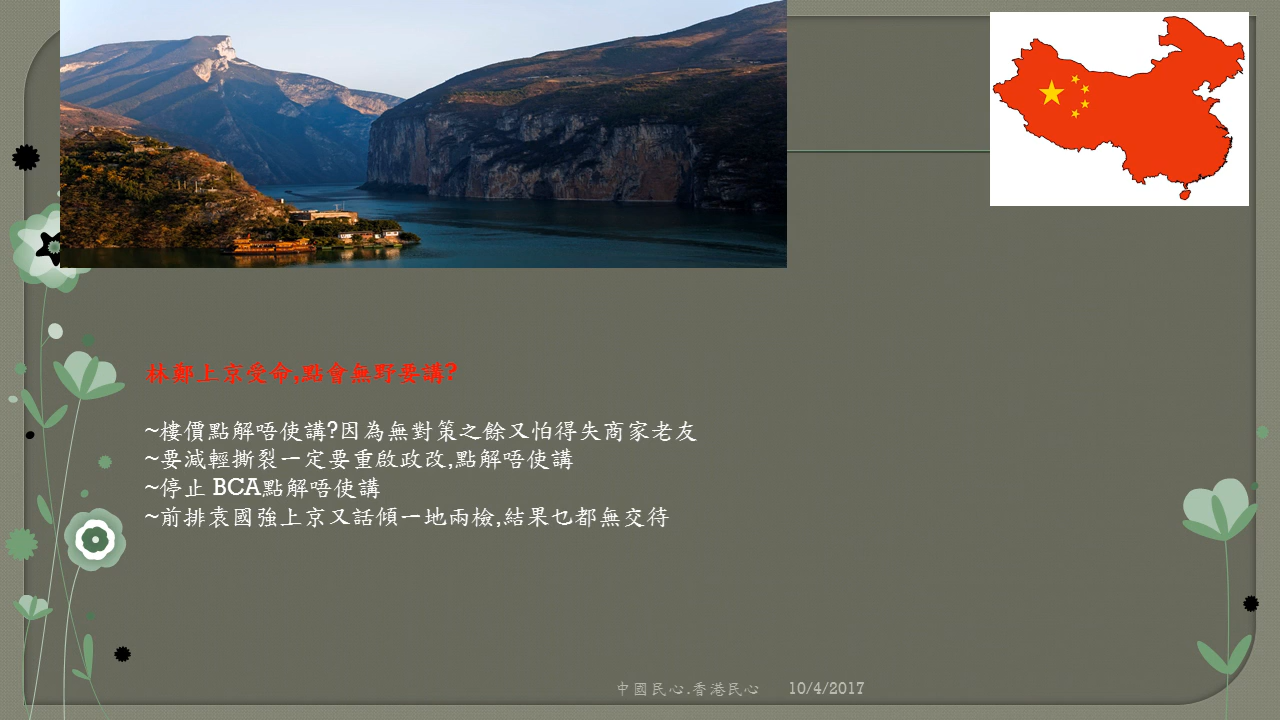 林鄭上京受命,點會無野要講?
~樓價點解唔使講?因為無對策之餘又怕得失商家老友
~要減輕撕裂一定要重啟政改,點解唔使講
~停止 BCA點解唔使講
~前排袁國強上京又話傾一地兩檢,結果乜都無交待
中國民心.香港民心 10/4/2017